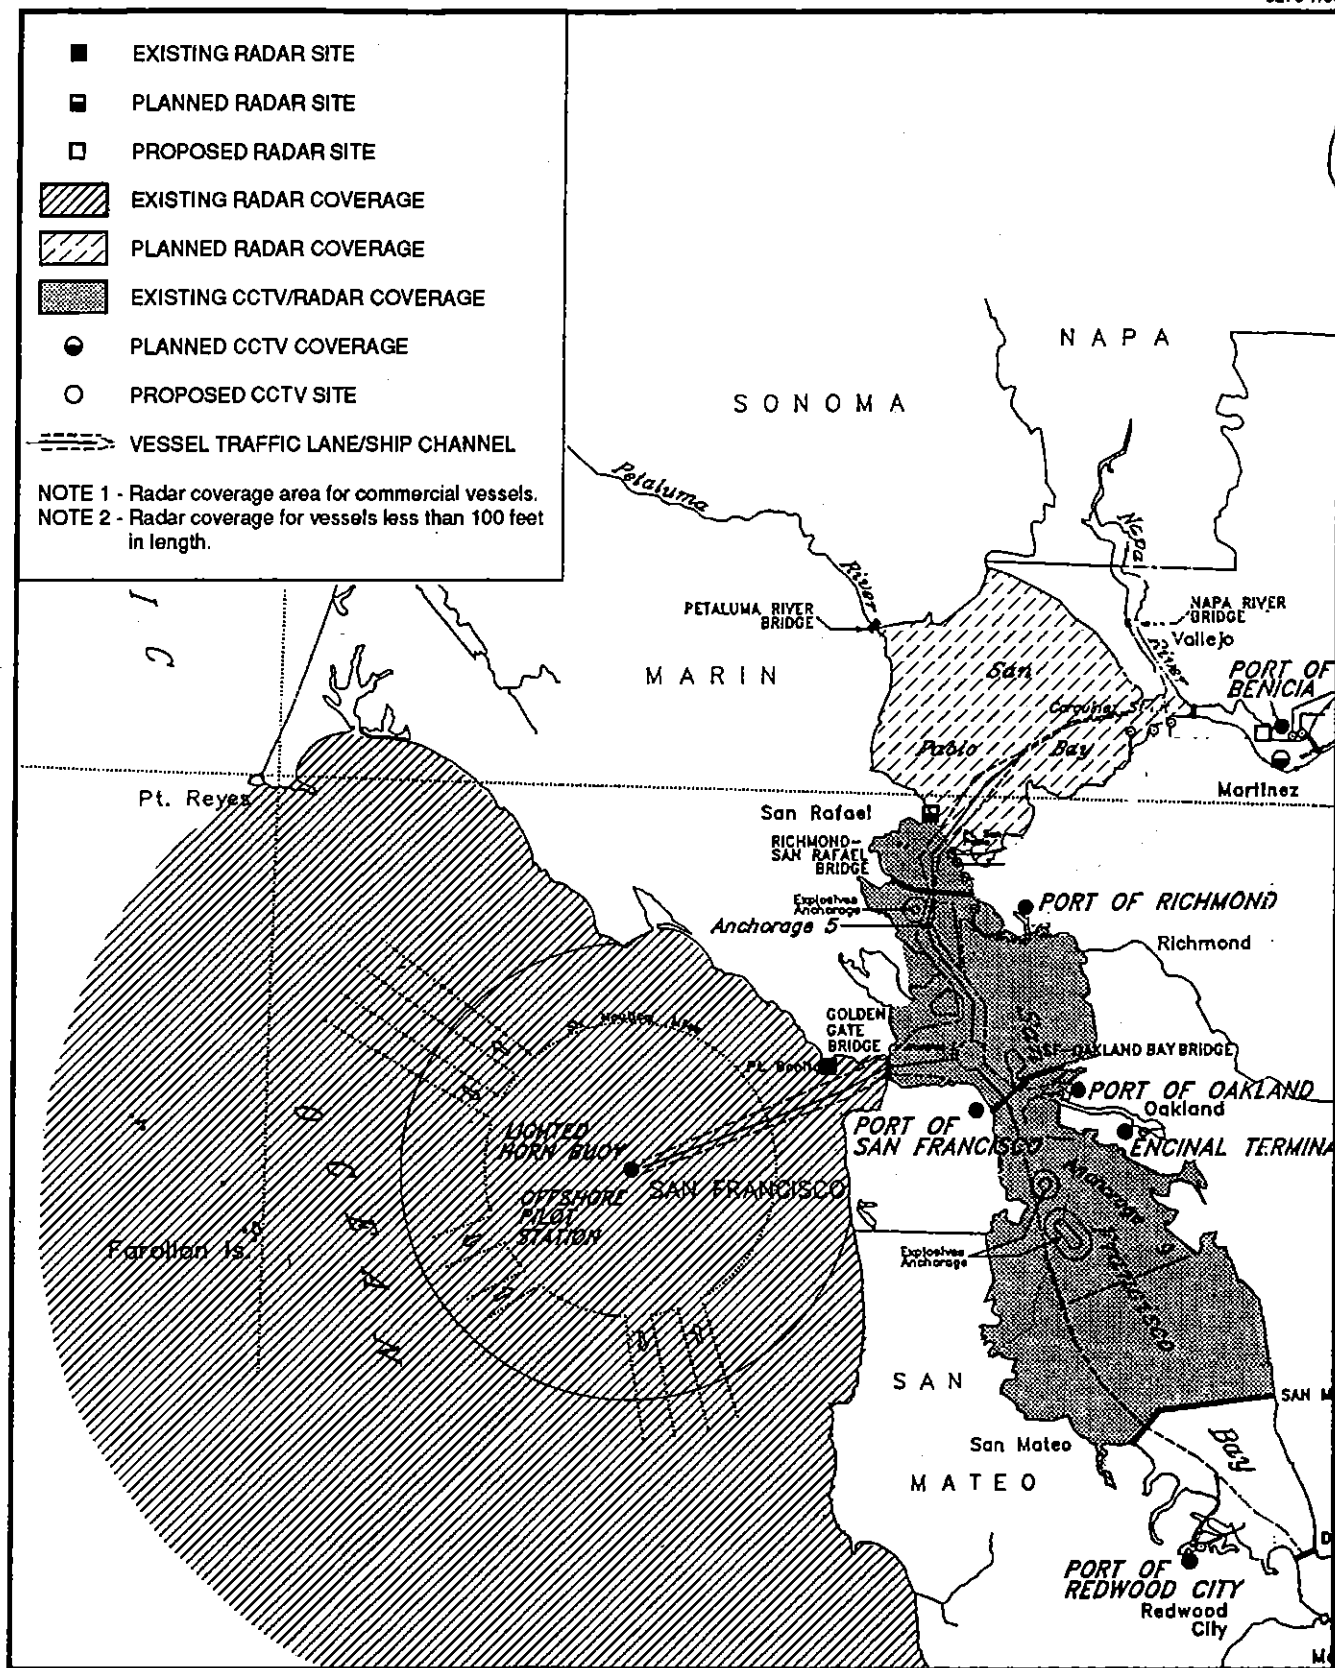 EXISTING RADAR SITE
PLANNED RADAR SITE
PROPOSED RADAR SITE
EXISTING RADAR COVERAGE
PLANNED RADAR COVERAGE
EXISTING CCTV/RADAR COVERAGE
PLANNED CCTV COVERAGE
PROPOSED CCTV SITE
VESSEL TRAFFIC LANE/SHIP CHANNEL
NOTE 1 - Radar coverage area for commercial vessels.
NOTE 2 - Radar coverage for vessels less than 100 feet
in length.
NAPA
SONOMA
Petaluma
River
Napa
River
PETALUMA RIVER
BRIDGE
NAPA RIVER
BRIDGE
Vallejo
MARIN
San
Pablo
Bay
PORT OF
BENICIA
Martinez
I C
Pt. Reyes
San Rafael
RICHMOND-
SAN RAFAEL
BRIDGE
Explosives
Anchorage
Anchorage 5
PORT OF RICHMOND
Richmond
GOLDEN
GATE
BRIDGE
SF-OAKLAND BAY BRIDGE
PORT OF OAKLAND
Oakland
PORT OF
SAN FRANCISCO
ENCINAL TERMINA
LIGHTED
HORN BUOY
SAN FRANCISCO
OFFSHORE
PILOT
STATION
Farollon Is.
O C E A N
San
Francisco
Bay
Anchorage 9
Explosives
Anchorage
SAN
MATEO
SAN M
San Mateo
D
PORT OF
REDWOOD CITY
Redwood
City